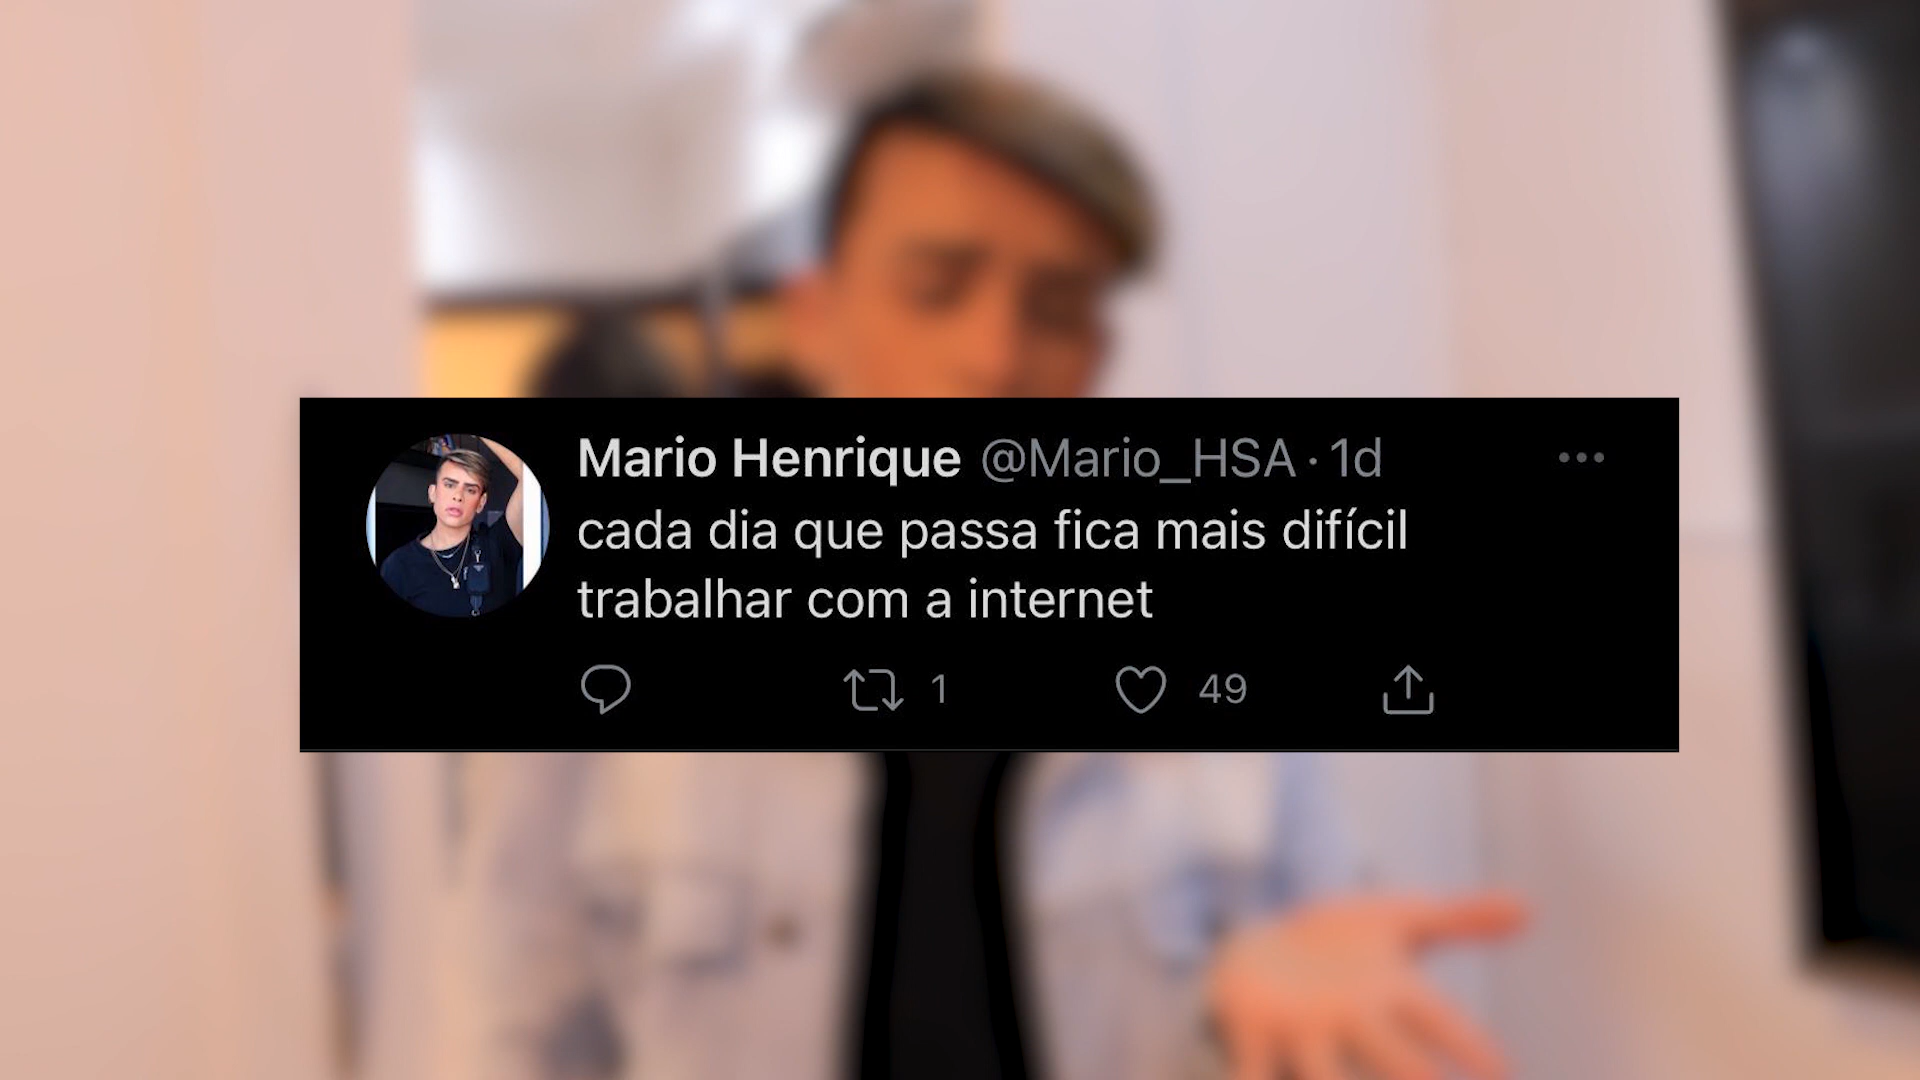 Mario Henrique @Mario_HSA · 1d
cada dia que passa fica mais difícil
trabalhar com a internet
1 49